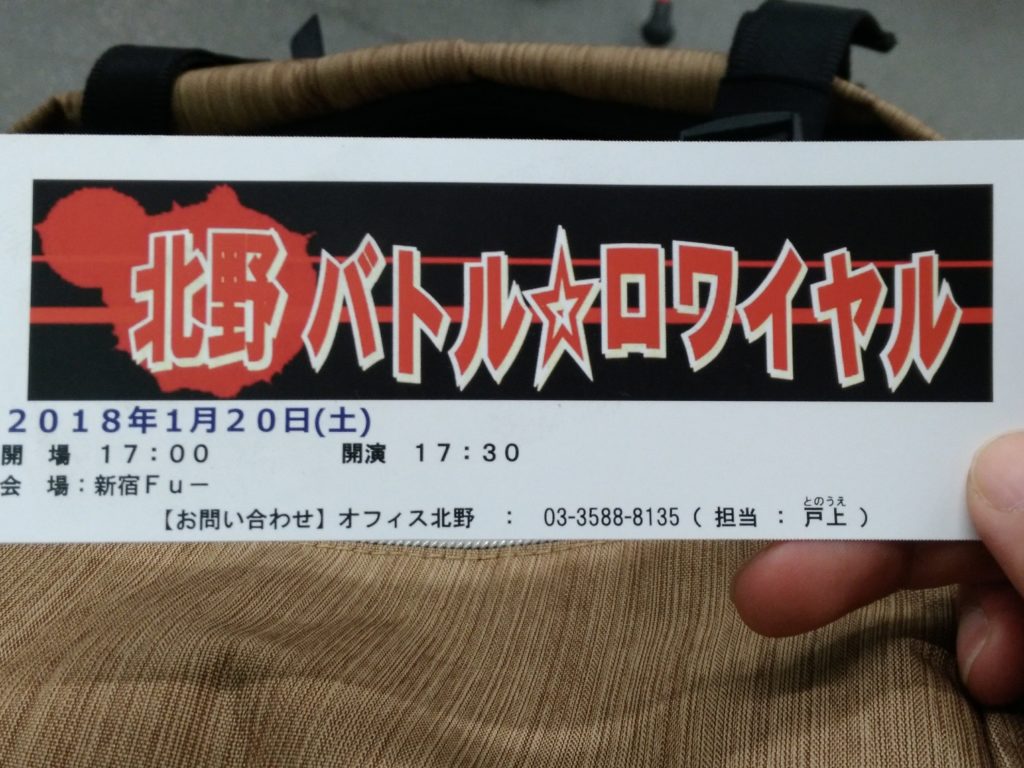 北野バトル☆ロワイヤル
2018年1月20日(土)
開　場　17:00　　　　開演　17:30
会　場:新宿Fu-
【お問い合わせ】オフィス北野　:　03-3588-8135 ( 担当 : 戸上 )
とのうえ